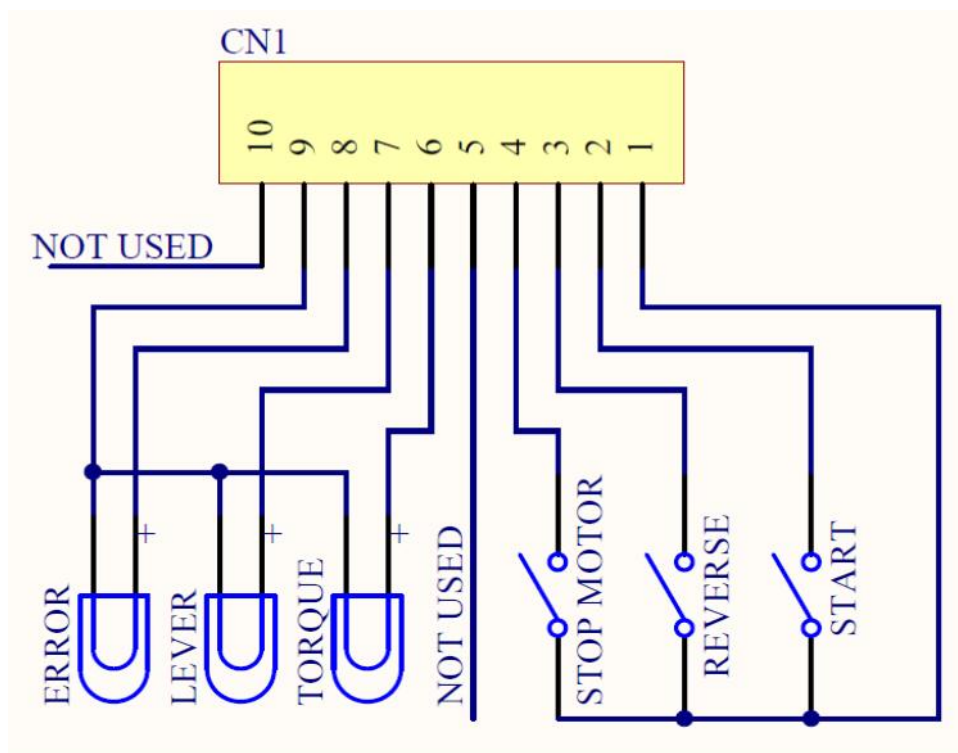 CN1
10 9 8 7 6 5 4 3 2 1
NOT USED
+ + +
ERROR
LEVER
TORQUE
NOT USED
STOP MOTOR
REVERSE
START